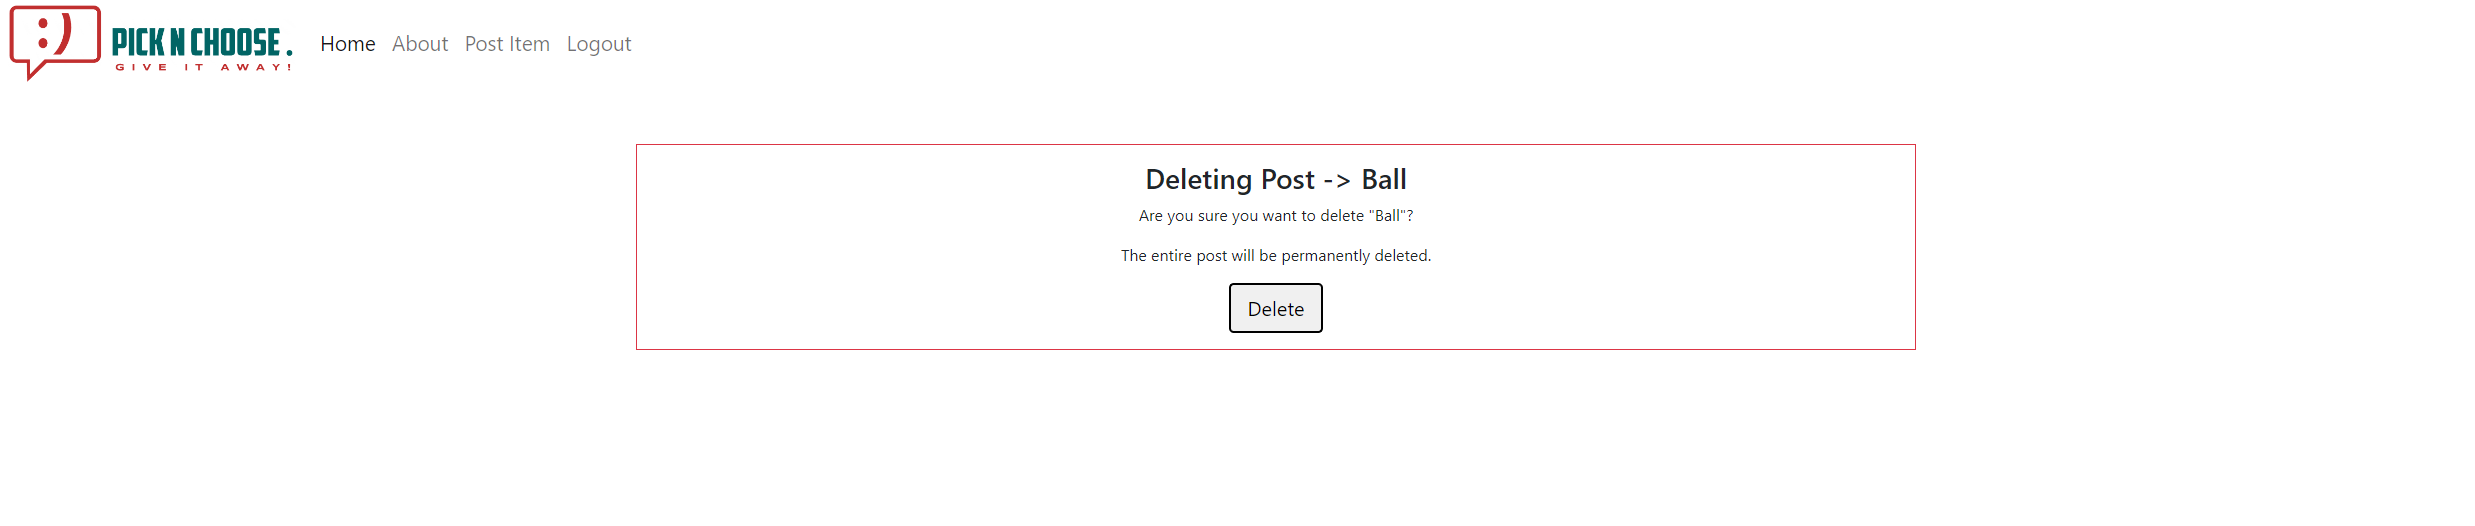 :) PICK N CHOOSE.
GIVE IT AWAY!
Home About Post Item Logout
Deleting Post -> Ball
Are you sure you want to delete "Ball"?
The entire post will be permanently deleted.
Delete